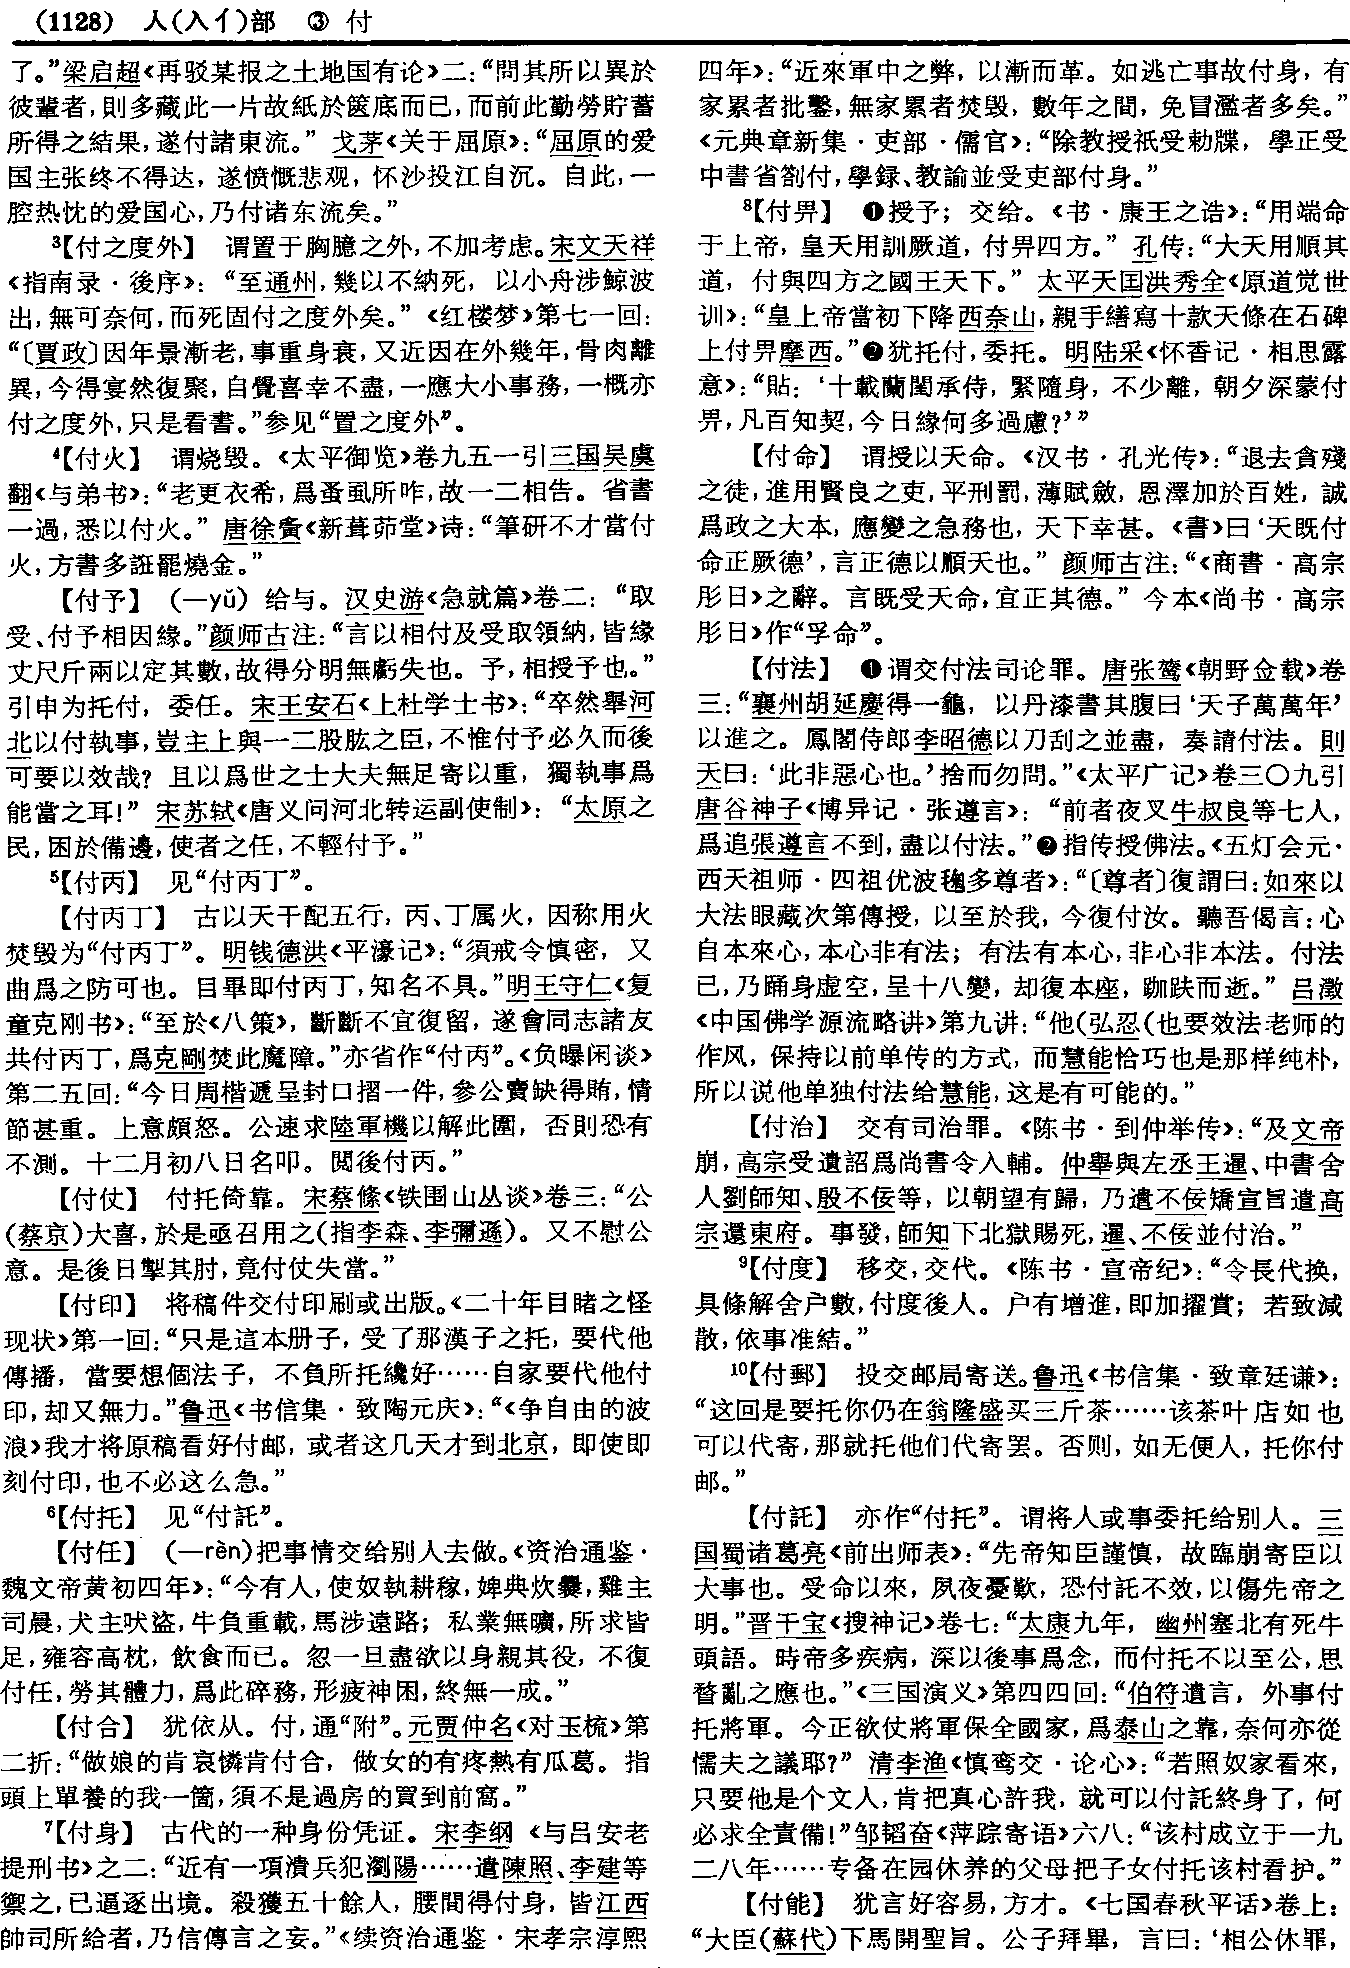 (1128) 人(入亻)部 ③ 付
了。”梁启超《再驳某报之土地国有论》二：“問其所以異於
彼輩者，則多藏此一片故紙於篋底而已，而前此勤勞貯蓄
所得之結果，遂付諸東流。” 戈茅《关于屈原》：“屈原的爱
国主张终不得达，遂愤慨悲观，怀沙投江自沉。自此，一
腔热忱的爱国心，乃付诸东流矣。”
³【付之度外】 谓置于胸臆之外，不加考虑。宋文天祥
《指南录·後序》：“至通州，幾以不納死，以小舟涉鯨波
出，無可奈何，而死固付之度外矣。”《红楼梦》第七一回：
“〔賈政〕因年景漸老，事重身衰，又近因在外幾年，骨肉離
異，今得宴然復聚，自覺喜幸不盡，一應大小事務，一概亦
付之度外，只是看書。”参见“置之度外”。
⁴【付火】 谓烧毁。《太平御览》卷九五一引三国吴虞
翻《与弟书》：“老更衣希，爲蚤虱所咋，故一二相告。省書
一過，悉以付火。” 唐徐夤《新葺茆堂》诗：“筆研不才當付
火，方書多誑罷燒金。”
【付予】 (—yǔ) 给与。汉史游《急就篇》卷二：“取
受、付予相因緣。”颜师古注：“言以相付及受取領納，皆緣
丈尺斤兩以定其數，故得分明無虧失也。予，相授予也。”
引申为托付，委任。宋王安石《上杜学士书》：“卒然舉河
北以付執事，豈主上與一二股肱之臣，不惟付予必久而後
可要以效哉？且以爲世之士大夫無足寄以重，獨執事爲
能當之耳！” 宋苏轼《唐义问河北转运副使制》：“太原之
民，困於備邊，使者之任，不輕付予。”
⁵【付丙】 见“付丙丁”。
【付丙丁】 古以天干配五行，丙、丁属火，因称用火
焚毁为“付丙丁”。明钱德洪《平濠记》：“須戒令慎密，又
曲爲之防可也。目畢即付丙丁，知名不具。”明王守仁《复
童克刚书》：“至於《八策》，斷斷不宜復留，遂會同志諸友
共付丙丁，爲克剛焚此魔障。”亦省作“付丙”。《负曝闲谈》
第二五回：“今日周楷遞呈封口摺一件，參公賣缺得賄，情
節甚重。上意頗怒。公速求陸軍機以解此圍，否則恐有
不測。十二月初八日名叩。閲後付丙。”
【付仗】 付托倚靠。宋蔡絛《铁围山丛谈》卷三：“公
(蔡京)大喜，於是亟召用之(指李森、李彌遜)。又不慰公
意。是後日掣其肘，竟付仗失當。”
【付印】 将稿件交付印刷或出版。《二十年目睹之怪
现状》第一回：“只是這本册子，受了那漢子之托，要代他
傳播，當要想個法子，不負所托纔好……自家要代他付
印，却又無力。”鲁迅《书信集·致陶元庆》：“《争自由的波
浪》我才将原稿看好付邮，或者这几天才到北京，即使即
刻付印，也不必这么急。”
⁶【付托】 见“付託”。
【付任】 (—rèn)把事情交给别人去做。《资治通鉴·
魏文帝黄初四年》：“今有人，使奴執耕稼，婢典炊爨，雞主
司晨，犬主吠盜，牛負重載，馬涉遠路；私業無曠，所求皆
足，雍容高枕，飲食而已。忽一旦盡欲以身親其役，不復
付任，勞其體力，爲此碎務，形疲神困，終無一成。”
【付合】 犹依从。付，通“附”。元贾仲名《对玉梳》第
二折：“做娘的肯哀憐肯付合，做女的有疼熱有瓜葛。指
頭上單養的我一箇，須不是過房的買到前窩。”
⁷【付身】 古代的一种身份凭证。宋李纲《与吕安老
提刑书》之二：“近有一項潰兵犯瀏陽……遣陳照、李建等
禦之，已逼逐出境。殺獲五十餘人，腰間得付身，皆江西
帥司所給者，乃信傳言之妄。”《续资治通鉴·宋孝宗淳熙
四年》：“近來軍中之弊，以漸而革。如逃亡事故付身，有
家累者批鑿，無家累者焚毁，數年之間，免冒濫者多矣。”
《元典章新集·吏部·儒官》：“除教授祇受勅牒，學正受
中書省劄付，學録、教諭並受吏部付身。”
⁸【付畀】 ❶授予；交给。《书·康王之诰》：“用端命
于上帝，皇天用訓厥道，付畀四方。” 孔传：“大天用順其
道，付與四方之國王天下。” 太平天囯洪秀全《原道觉世
训》：“皇上帝當初下降西奈山，親手繕寫十款天條在石碑
上付畀摩西。”❷犹托付，委托。明陆采《怀香记·相思露
意》：“貼：‘十載蘭閨承侍，緊隨身，不少離，朝夕深蒙付
畀，凡百知契，今日緣何多過慮？’”
【付命】 谓授以天命。《汉书·孔光传》：“退去貪殘
之徒，進用賢良之吏，平刑罰，薄賦斂，恩澤加於百姓，誠
爲政之大本，應變之急務也，天下幸甚。《書》曰‘天既付
命正厥德’，言正德以順天也。” 颜师古注：“《商書·高宗
肜日》之辭。言既受天命，宜正其德。” 今本《尚书·高宗
肜日》作“孚命”。
【付法】 ❶谓交付法司论罪。唐张鷟《朝野佥载》卷
三：“襄州胡延慶得一龜，以丹漆書其腹曰‘天子萬萬年’
以進之。鳳閣侍郎李昭德以刀刮之並盡，奏請付法。則
天曰：‘此非惡心也。’捨而勿問。”《太平广记》卷三〇九引
唐谷神子《博异记·张遵言》：“前者夜叉牛叔良等七人，
爲追張遵言不到，盡以付法。”❷指传授佛法。《五灯会元·
西天祖师·四祖优波毱多尊者》：“〔尊者〕復謂曰：如來以
大法眼藏次第傳授，以至於我，今復付汝。聽吾偈言：心
自本來心，本心非有法；有法有本心，非心非本法。付法
已，乃踊身虚空，呈十八變，却復本座，跏趺而逝。” 吕澂
《中国佛学源流略讲》第九讲：“他(弘忍(也要效法老师的
作风，保持以前单传的方式，而慧能恰巧也是那样纯朴，
所以说他单独付法给慧能，这是有可能的。”
【付治】 交有司治罪。《陈书·到仲举传》：“及文帝
崩，高宗受遺詔爲尚書令入輔。仲舉與左丞王暹、中書舍
人劉師知、殷不佞等，以朝望有歸，乃遣不佞矯宣旨遣高
宗還東府。事發，師知下北獄賜死，暹、不佞並付治。”
⁹【付度】 移交，交代。《陈书·宣帝纪》：“令長代换，
具條解舍户數，付度後人。户有增進，即加擢賞；若致減
散，依事准結。”
¹⁰【付郵】 投交邮局寄送。鲁迅《书信集·致章廷谦》：
“这回是要托你仍在翁隆盛买三斤茶……该茶叶店如也
可以代寄，那就托他们代寄罢。否则，如无便人，托你付
邮。”
【付託】 亦作“付托”。谓将人或事委托给别人。三
国蜀诸葛亮《前出师表》：“先帝知臣謹慎，故臨崩寄臣以
大事也。受命以來，夙夜憂歎，恐付託不效，以傷先帝之
明。”晋干宝《搜神记》卷七：“太康九年，幽州塞北有死牛
頭語。時帝多疾病，深以後事爲念，而付托不以至公，思
瞀亂之應也。”《三国演义》第四四回：“伯符遺言，外事付
托將軍。今正欲仗將軍保全國家，爲泰山之靠，奈何亦從
懦夫之議耶？” 清李渔《慎鸾交·论心》：“若照奴家看來，
只要他是个文人，肯把真心許我，就可以付託終身了，何
必求全責備！”邹韬奋《萍踪寄语》六八：“该村成立于一九
二八年……专备在园休养的父母把子女付托该村看护。”
【付能】 犹言好容易，方才。《七国春秋平话》卷上：
“大臣(蘇代)下馬開聖旨。公子拜畢，言曰：‘相公休罪，